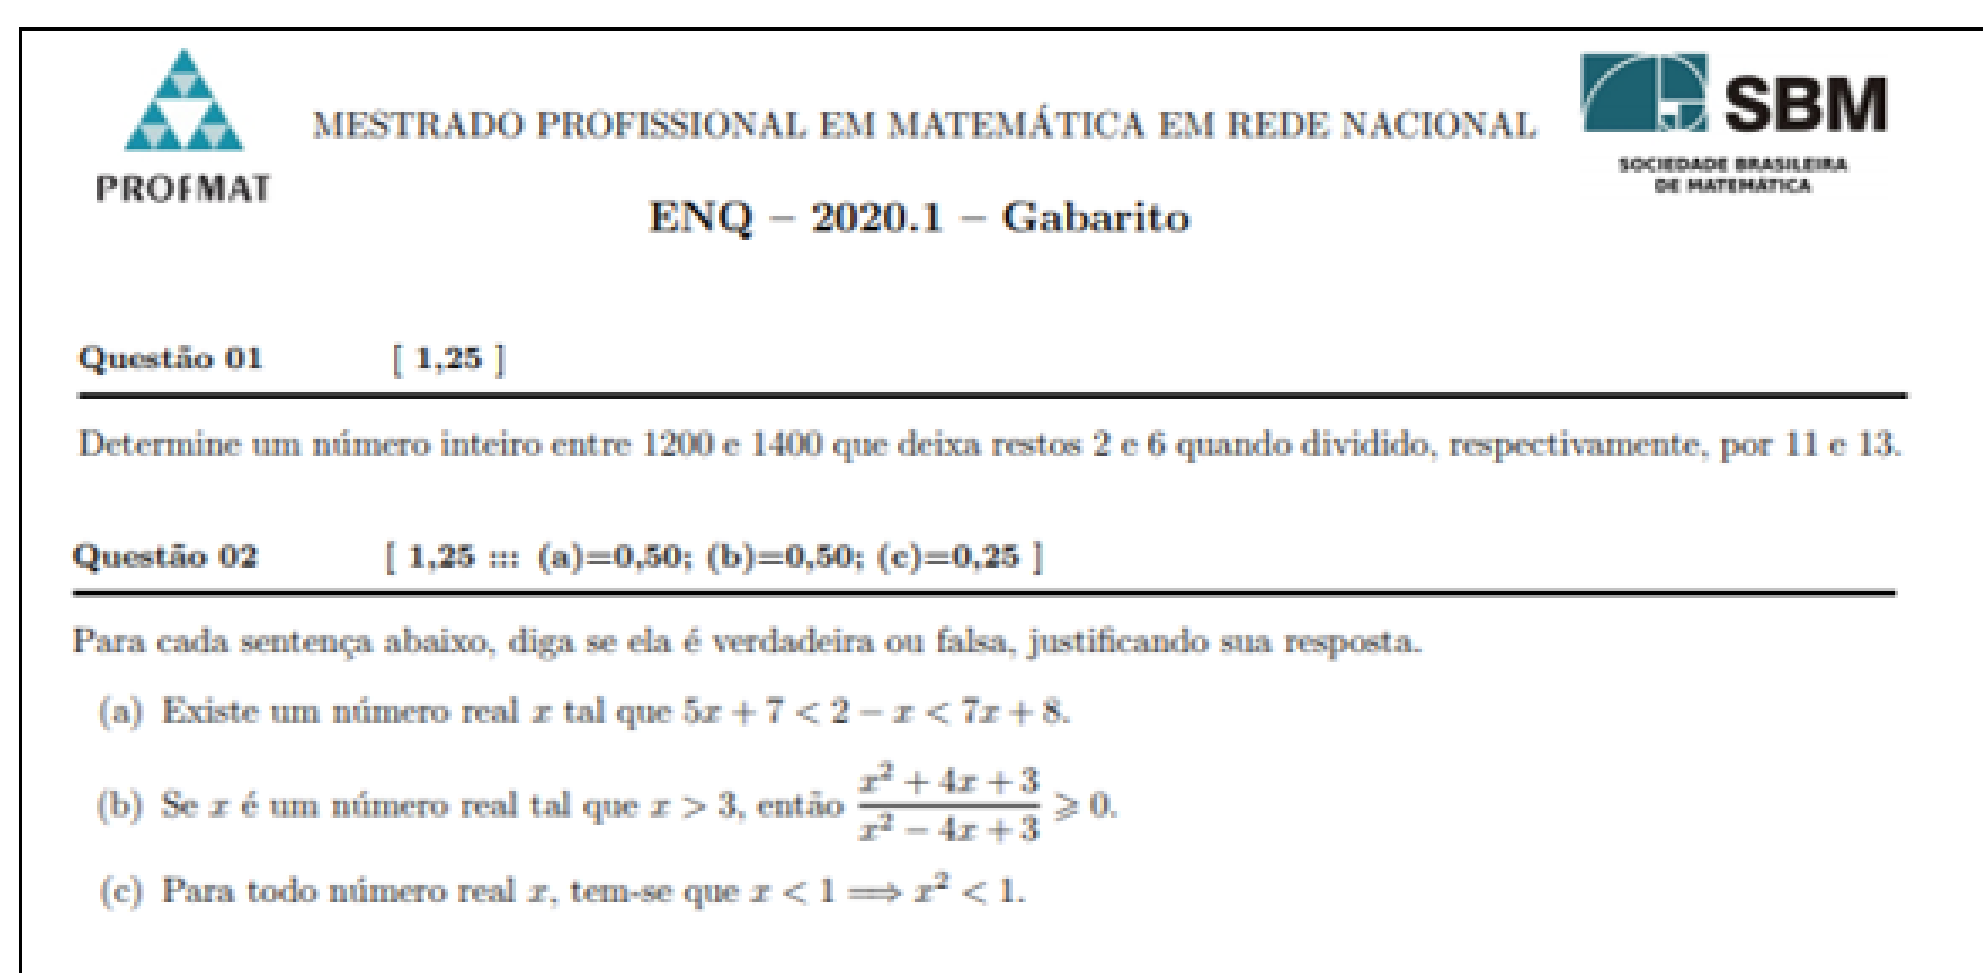 PROFMAT
MESTRADO PROFISSIONAL EM MATEMÁTICA EM REDE NACIONAL
SBM
SOCIEDADE BRASILEIRA
DE MATEMÁTICA
ENQ – 2020.1 – Gabarito
Questão 01 [ 1,25 ]
Determine um número inteiro entre 1200 e 1400 que deixa restos 2 e 6 quando dividido, respectivamente, por 11 e 13.
Questão 02 [ 1,25 ::: (a)=0,50; (b)=0,50; (c)=0,25 ]
Para cada sentença abaixo, diga se ela é verdadeira ou falsa, justificando sua resposta.
(a) Existe um número real x tal que 5x + 7 < 2 − x < 7x + 8.
(b) Se x é um número real tal que x > 3, então (x² + 4x + 3)/(x² − 4x + 3) ⩾ 0.
(c) Para todo número real x, tem-se que x < 1 ⟹ x² < 1.